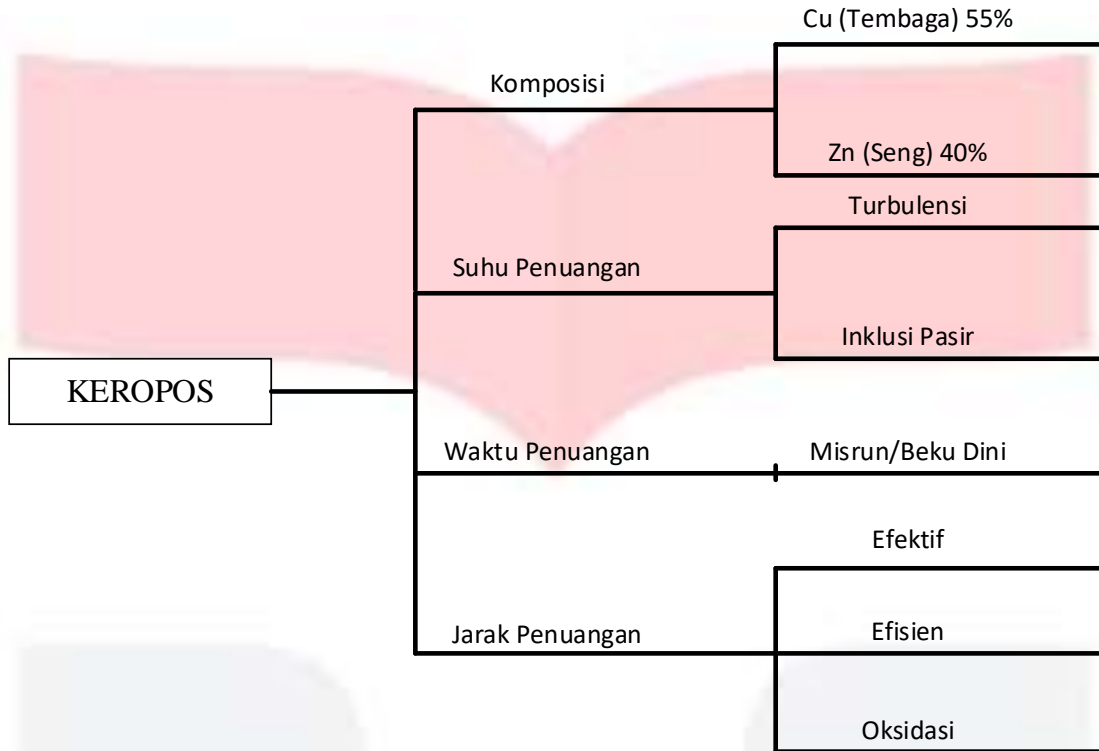 Cu (Tembaga) 55%
Komposisi
Zn (Seng) 40%
Turbulensi
Suhu Penuangan
Inklusi Pasir
KEROPOS
Waktu Penuangan
Misrun/Beku Dini
Efektif
Jarak Penuangan
Efisien
Oksidasi